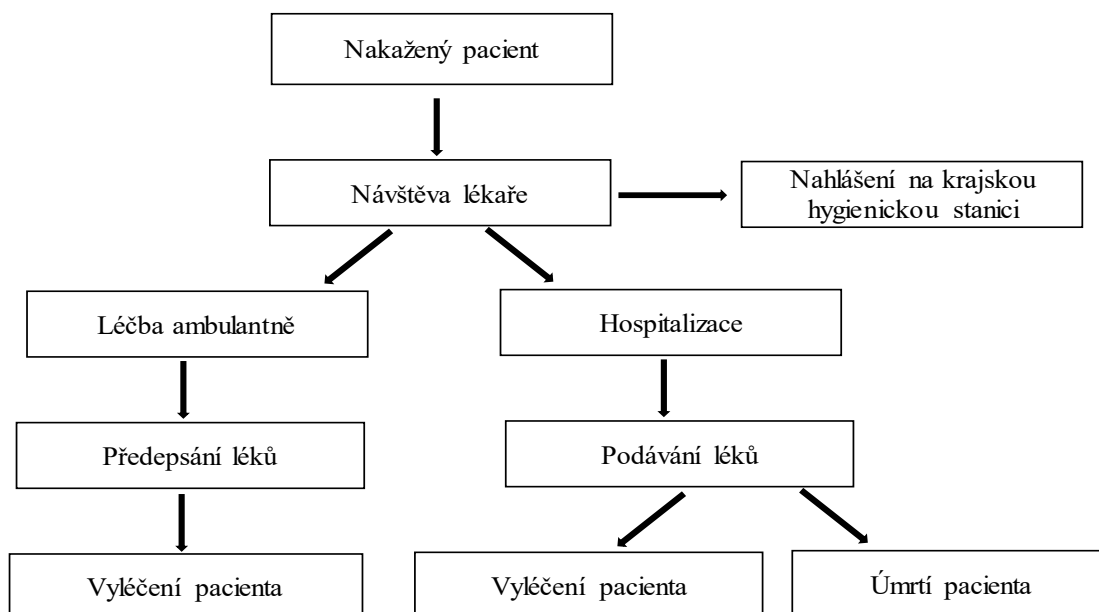 Nakažený pacient
Návštěva lékaře
Nahlášení na krajskou
hygienickou stanici
Léčba ambulantně
Hospitalizace
Předepsání léků
Podávání léků
Vyléčení pacienta
Vyléčení pacienta
Úmrtí pacienta